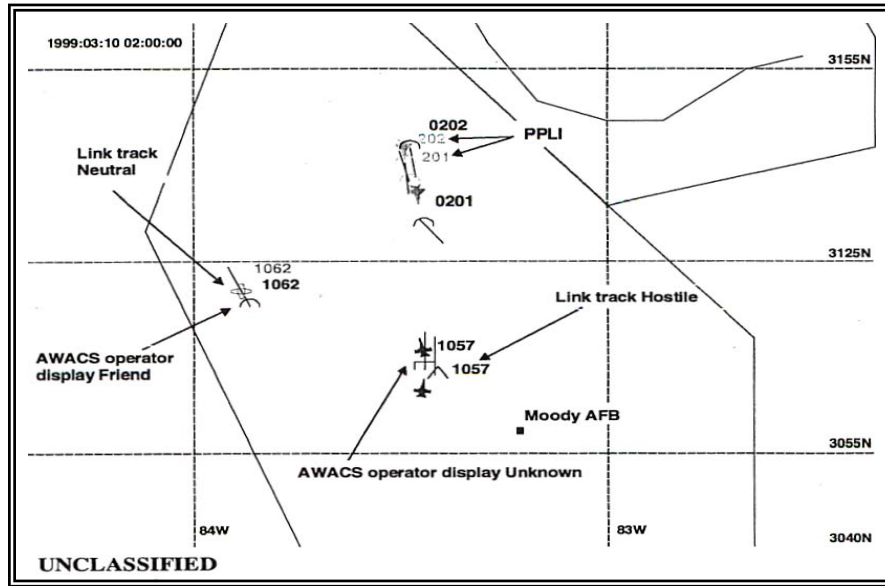 1999:03:10 02:00:00
3155N
0202
202
PPLI
201
Link track
Neutral
0201
3125N
1062
1062
Link track Hostile
AWACS operator
display Friend
1057
1057
Moody AFB
AWACS operator display Unknown
3055N
84W
83W
3040N
UNCLASSIFIED